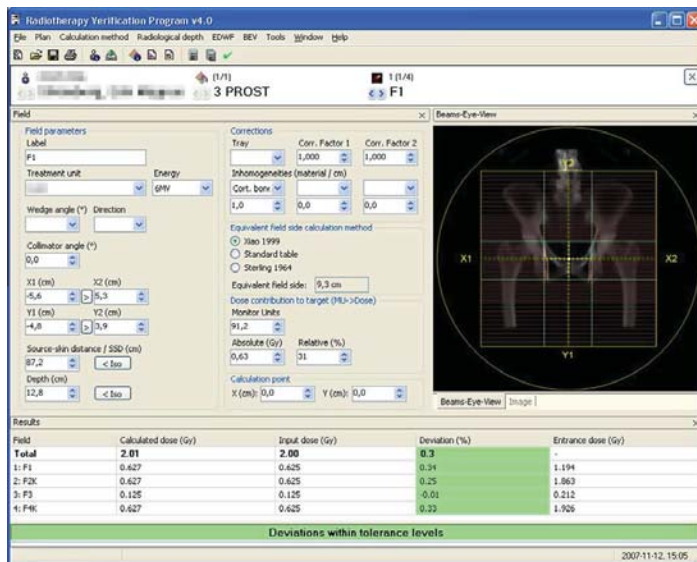 Radiotherapy Verification Program v4.0
File Plan Calculation method Radiological depth EDWF BEV Tools Window Help
(1/1) 1 (1/4)
3 PROST F1
Field Beams-Eye-View
Field parameters Corrections
Label Tray Corr. Factor 1 Corr. Factor 2
F1 1,000 1,000
Treatment unit Energy Inhomogeneities (material / cm)
6MV Cort. bone
Wedge angle (°) Direction 1,0 0,0 0,0
Equivalent field side calculation method
Collimator angle (°) Xiao 1999
0,0 Standard table
X1 (cm) X2 (cm) Sterling 1964
-5,6 > 5,3 Equivalent field side: 9,3 cm
Y1 (cm) Y2 (cm) Dose contribution to target (MU->Dose)
-4,8 > 3,9 Monitor Units
91,2
Source-skin distance / SSD (cm) Absolute (Gy) Relative (%)
87,2 < Iso 0,63 31
Depth (cm) Calculation point
12,8 < Iso X (cm): 0,0 Y (cm): 0,0
Y2
X1 X2
Y1
Beams-Eye-View Image
Results
Field Calculated dose (Gy) Input dose (Gy) Deviation (%) Entrance dose (Gy)
Total 2.01 2.00 0.3 -
1: F1 0.627 0.625 0.34 1.194
2: F2K 0.627 0.625 0.25 1.863
3: F3 0.125 0.125 -0.01 0.212
4: F4K 0.627 0.625 0.33 1.926
Deviations within tolerance levels
2007-11-12, 15:05